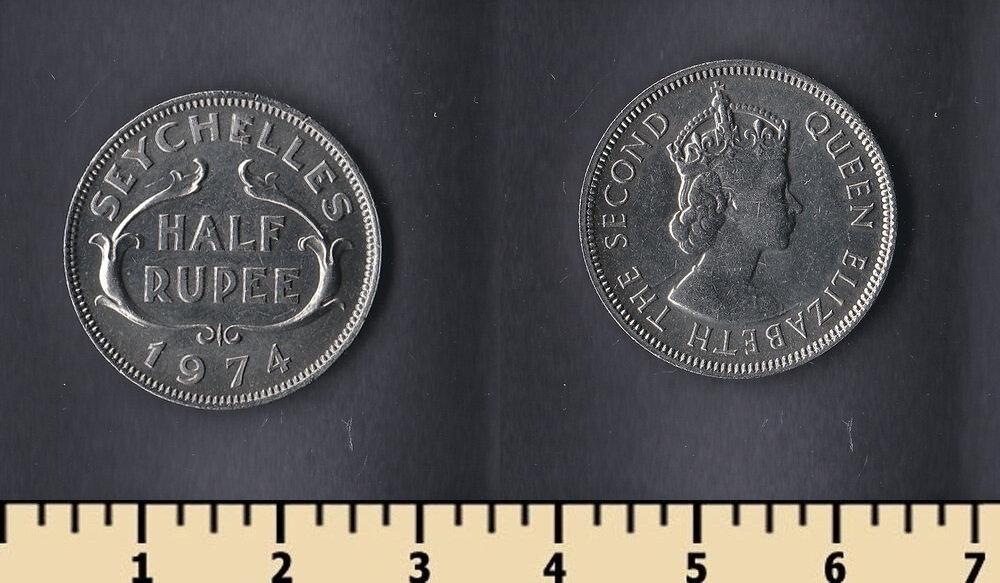 SEYCHELLES
HALF
RUPEE
1974
QUEEN ELIZABETH THE SECOND
1 2 3 4 5 6 7